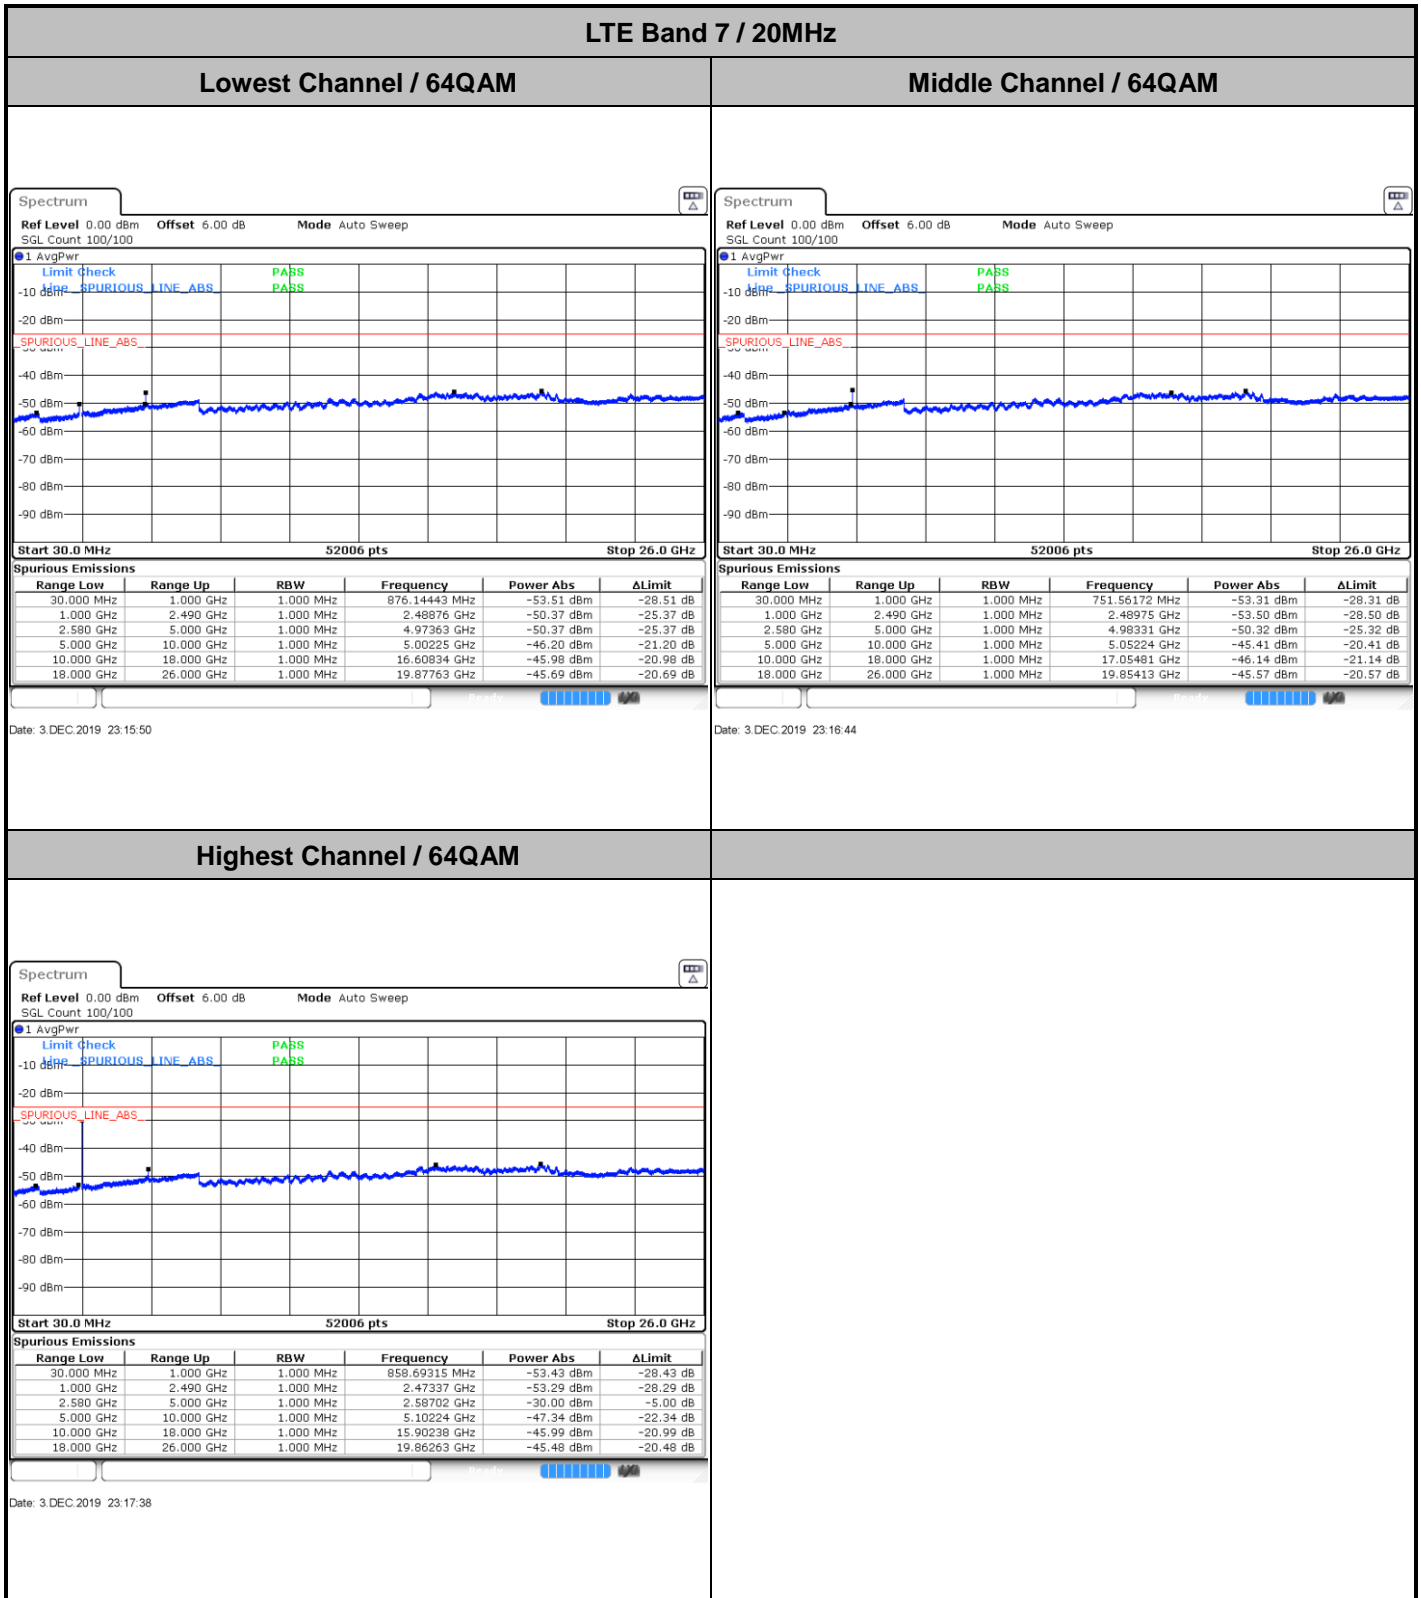 LTE Band 7 / 20MHz
Lowest Channel / 64QAM
Middle Channel / 64QAM
Spectrum
Ref Level 0.00 dBm Offset 6.00 dB Mode Auto Sweep
SGL Count 100/100
1 AvgPwr
Limit Check PASS
Line _SPURIOUS_LINE_ABS_ PASS
-10 dBm
-20 dBm
_SPURIOUS_LINE_ABS_
-30 dBm
-40 dBm
-50 dBm
-60 dBm
-70 dBm
-80 dBm
-90 dBm
Start 30.0 MHz 52006 pts Stop 26.0 GHz
Spurious Emissions
Range Low Range Up RBW Frequency Power Abs ΔLimit
30.000 MHz 1.000 GHz 1.000 MHz 876.14443 MHz -53.51 dBm -28.51 dB
1.000 GHz 2.490 GHz 1.000 MHz 2.48876 GHz -50.37 dBm -25.37 dB
2.580 GHz 5.000 GHz 1.000 MHz 4.97363 GHz -50.37 dBm -25.37 dB
5.000 GHz 10.000 GHz 1.000 MHz 5.00225 GHz -46.20 dBm -21.20 dB
10.000 GHz 18.000 GHz 1.000 MHz 16.60834 GHz -45.98 dBm -20.98 dB
18.000 GHz 26.000 GHz 1.000 MHz 19.87763 GHz -45.69 dBm -20.69 dB
Ready
Date: 3.DEC.2019 23:15:50
Spectrum
Ref Level 0.00 dBm Offset 6.00 dB Mode Auto Sweep
SGL Count 100/100
1 AvgPwr
Limit Check PASS
Line _SPURIOUS_LINE_ABS_ PASS
-10 dBm
-20 dBm
_SPURIOUS_LINE_ABS_
-30 dBm
-40 dBm
-50 dBm
-60 dBm
-70 dBm
-80 dBm
-90 dBm
Start 30.0 MHz 52006 pts Stop 26.0 GHz
Spurious Emissions
Range Low Range Up RBW Frequency Power Abs ΔLimit
30.000 MHz 1.000 GHz 1.000 MHz 751.56172 MHz -53.31 dBm -28.31 dB
1.000 GHz 2.490 GHz 1.000 MHz 2.48975 GHz -53.50 dBm -28.50 dB
2.580 GHz 5.000 GHz 1.000 MHz 4.98331 GHz -50.32 dBm -25.32 dB
5.000 GHz 10.000 GHz 1.000 MHz 5.05224 GHz -45.41 dBm -20.41 dB
10.000 GHz 18.000 GHz 1.000 MHz 17.05481 GHz -46.14 dBm -21.14 dB
18.000 GHz 26.000 GHz 1.000 MHz 19.85413 GHz -45.57 dBm -20.57 dB
Ready
Date: 3.DEC.2019 23:16:44
Highest Channel / 64QAM
Spectrum
Ref Level 0.00 dBm Offset 6.00 dB Mode Auto Sweep
SGL Count 100/100
1 AvgPwr
Limit Check PASS
Line _SPURIOUS_LINE_ABS_ PASS
-10 dBm
-20 dBm
_SPURIOUS_LINE_ABS_
-30 dBm
-40 dBm
-50 dBm
-60 dBm
-70 dBm
-80 dBm
-90 dBm
Start 30.0 MHz 52006 pts Stop 26.0 GHz
Spurious Emissions
Range Low Range Up RBW Frequency Power Abs ΔLimit
30.000 MHz 1.000 GHz 1.000 MHz 858.69315 MHz -53.43 dBm -28.43 dB
1.000 GHz 2.490 GHz 1.000 MHz 2.47337 GHz -53.29 dBm -28.29 dB
2.580 GHz 5.000 GHz 1.000 MHz 2.58702 GHz -30.00 dBm -5.00 dB
5.000 GHz 10.000 GHz 1.000 MHz 5.10224 GHz -47.34 dBm -22.34 dB
10.000 GHz 18.000 GHz 1.000 MHz 15.90238 GHz -45.99 dBm -20.99 dB
18.000 GHz 26.000 GHz 1.000 MHz 19.86263 GHz -45.48 dBm -20.48 dB
Ready
Date: 3.DEC.2019 23:17:38